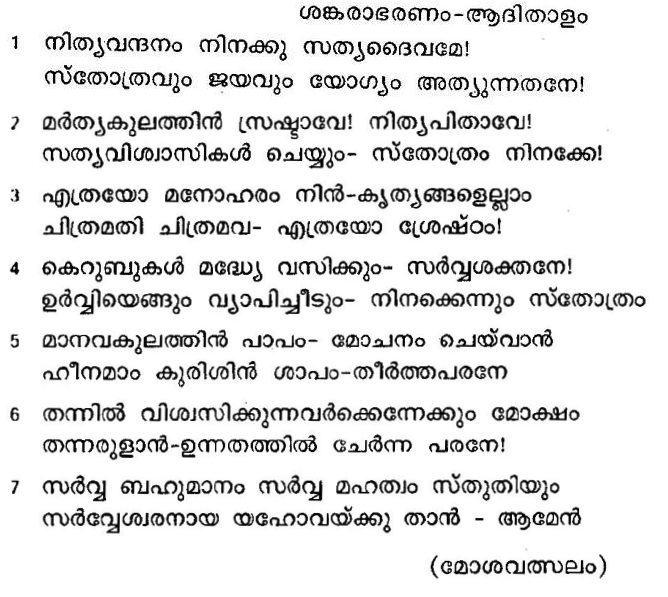 ശങ്കരാഭരണം-ആദിതാളം
1 നിത്യവന്ദനം നിനക്കു സത്യദൈവമേ!
സ്തോത്രവും ജയവും യോഗ്യം അത്യുന്നതനേ!
2 മർത്യകുലത്തിൻ സ്രഷ്ടാവേ! നിത്യപിതാവേ!
സത്യവിശ്വാസികൾ ചെയ്യും- സ്തോത്രം നിനക്കേ!
3 എത്രയോ മനോഹരം നിൻ-കൃത്യങ്ങളെല്ലാം
ചിത്രമതി ചിത്രമവ- എത്രയോ ശ്രേഷ്ഠം!
4 കെറുബുകൾ മദ്ധ്യേ വസിക്കും- സർവ്വശക്തനേ!
ഉർവ്വിയെങ്ങും വ്യാപിച്ചീടും- നിനക്കെന്നും സ്തോത്രം
5 മാനവകുലത്തിൻ പാപം- മോചനം ചെയ്‌വാൻ
ഹീനമാം കുരിശിൻ ശാപം-തീർത്തപരനേ
6 തന്നിൽ വിശ്വസിക്കുന്നവർക്കെന്നേക്കും മോക്ഷം
തന്നരുളാൻ-ഉന്നതത്തിൽ ചേർന്ന പരനേ!
7 സർവ്വ ബഹുമാനം സർവ്വ മഹത്വം സ്തുതിയും
സർവ്വേശ്വരനായ യഹോവയ്ക്കു താൻ - ആമേൻ
(മോശവത്സലം)